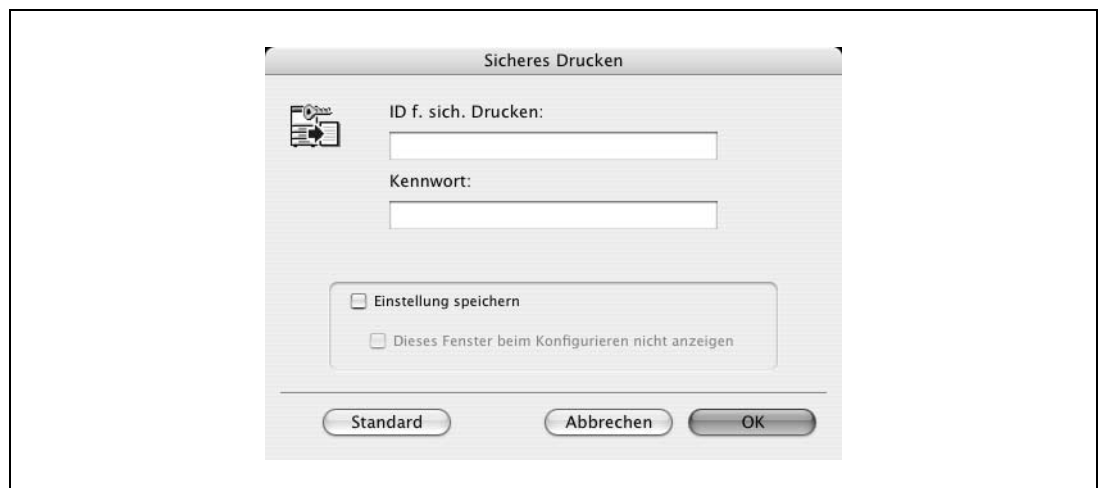 Sicheres Drucken
ID f. sich. Drucken:
Kennwort:
Einstellung speichern
Dieses Fenster beim Konfigurieren nicht anzeigen
Standard Abbrechen OK